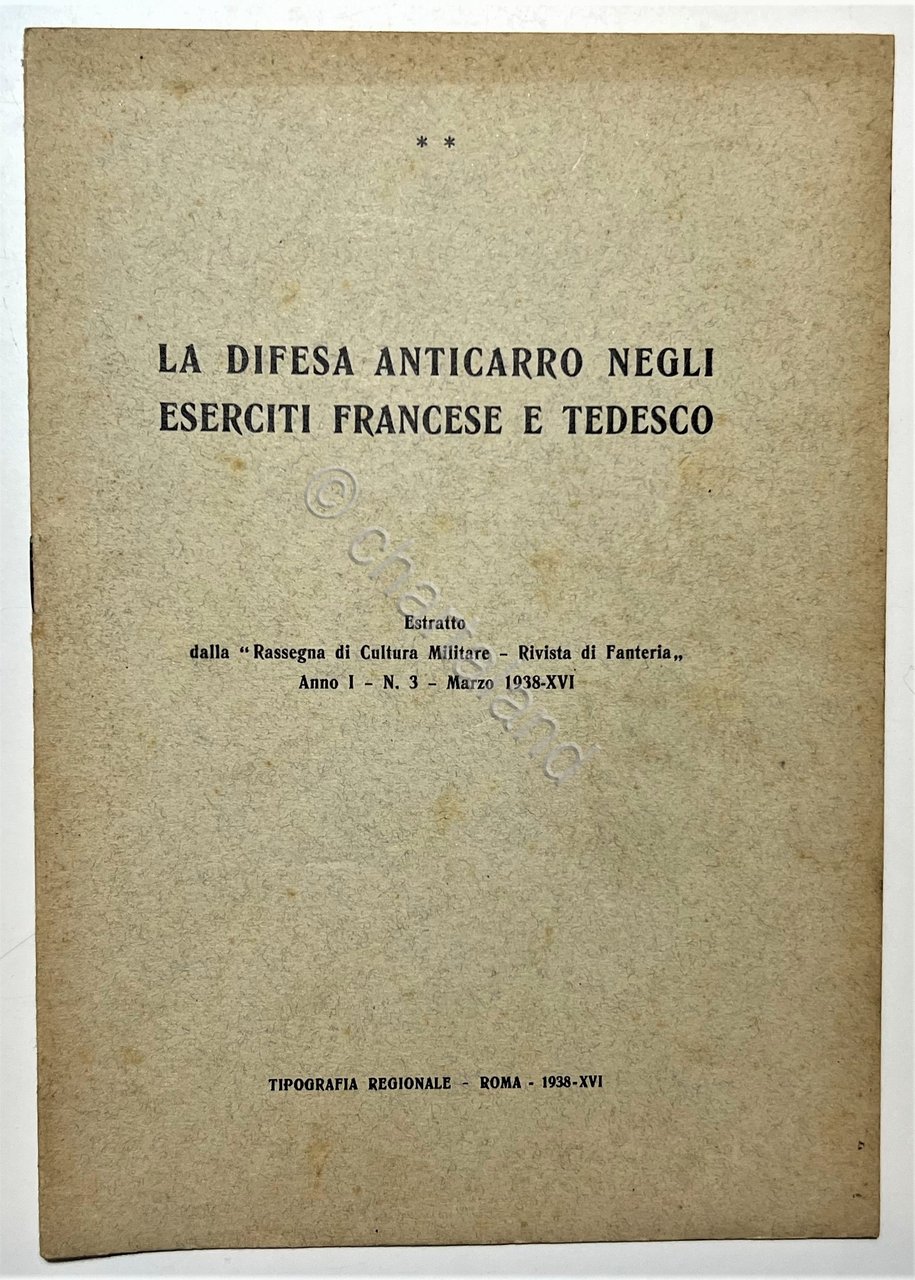 * *
LA DIFESA ANTICARRO NEGLI
ESERCITI FRANCESE E TEDESCO
Estratto
dalla “Rassegna di Cultura Militare – Rivista di Fanteria„
Anno I – N. 3 – Marzo 1938-XVI
TIPOGRAFIA REGIONALE – ROMA - 1938-XVI